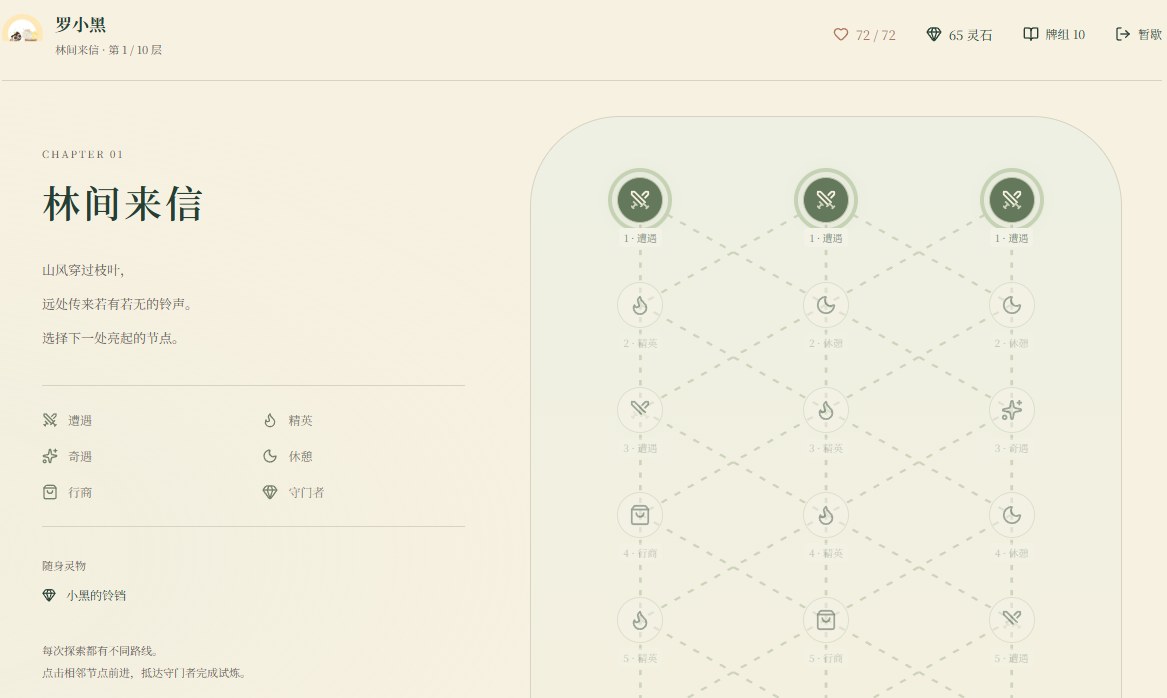 罗小黑
林间来信 · 第 1 / 10 层
72 / 72
65 灵石
牌组 10
暂歇
CHAPTER 01
林间来信
山风穿过枝叶，
远处传来若有若无的铃声。
选择下一处亮起的节点。
遭遇
精英
奇遇
休憩
行商
守门者
随身灵物
小黑的铃铛
每次探索都有不同路线。
点击相邻节点前进，抵达守门者完成试炼。
1 · 遭遇
1 · 遭遇
1 · 遭遇
2 · 精英
2 · 休憩
2 · 休憩
3 · 遭遇
3 · 精英
3 · 奇遇
4 · 行商
4 · 精英
4 · 休憩
5 · 精英
5 · 行商
5 · 遭遇